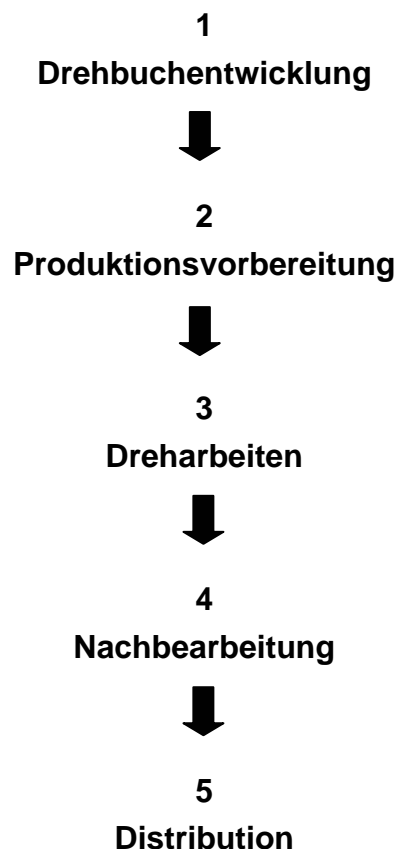 1
Drehbuchentwicklung
2
Produktionsvorbereitung
3
Dreharbeiten
4
Nachbearbeitung
5
Distribution